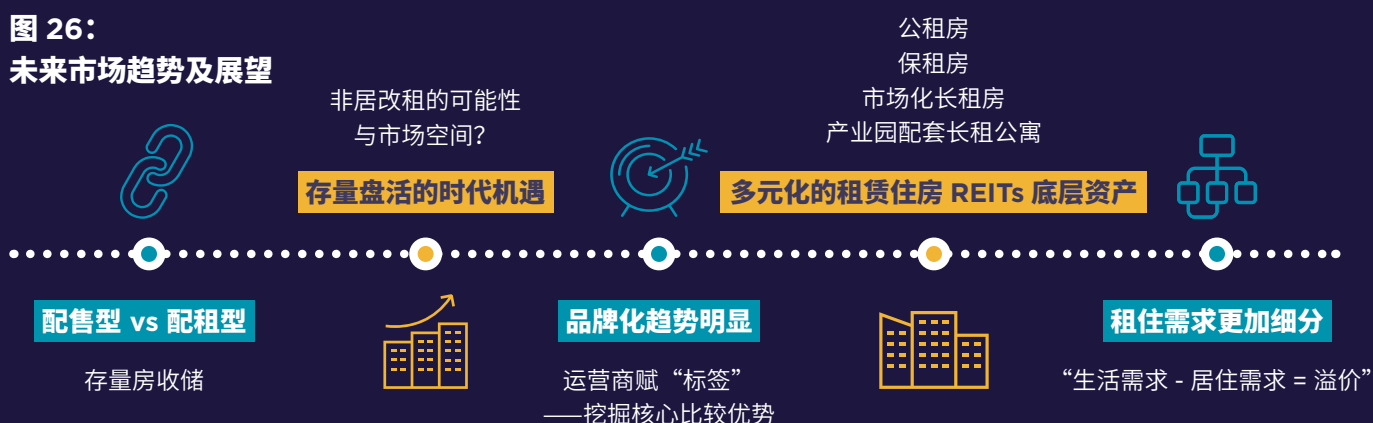 图 26：
未来市场趋势及展望
非居改租的可能性
与市场空间？
存量盘活的时代机遇
公租房
保租房
市场化长租房
产业园配套长租公寓
多元化的租赁住房 REITs 底层资产
配售型 vs 配租型
存量房收储
品牌化趋势明显
运营商赋“标签”
——挖掘核心比较优势
租住需求更加细分
“生活需求 - 居住需求 = 溢价”